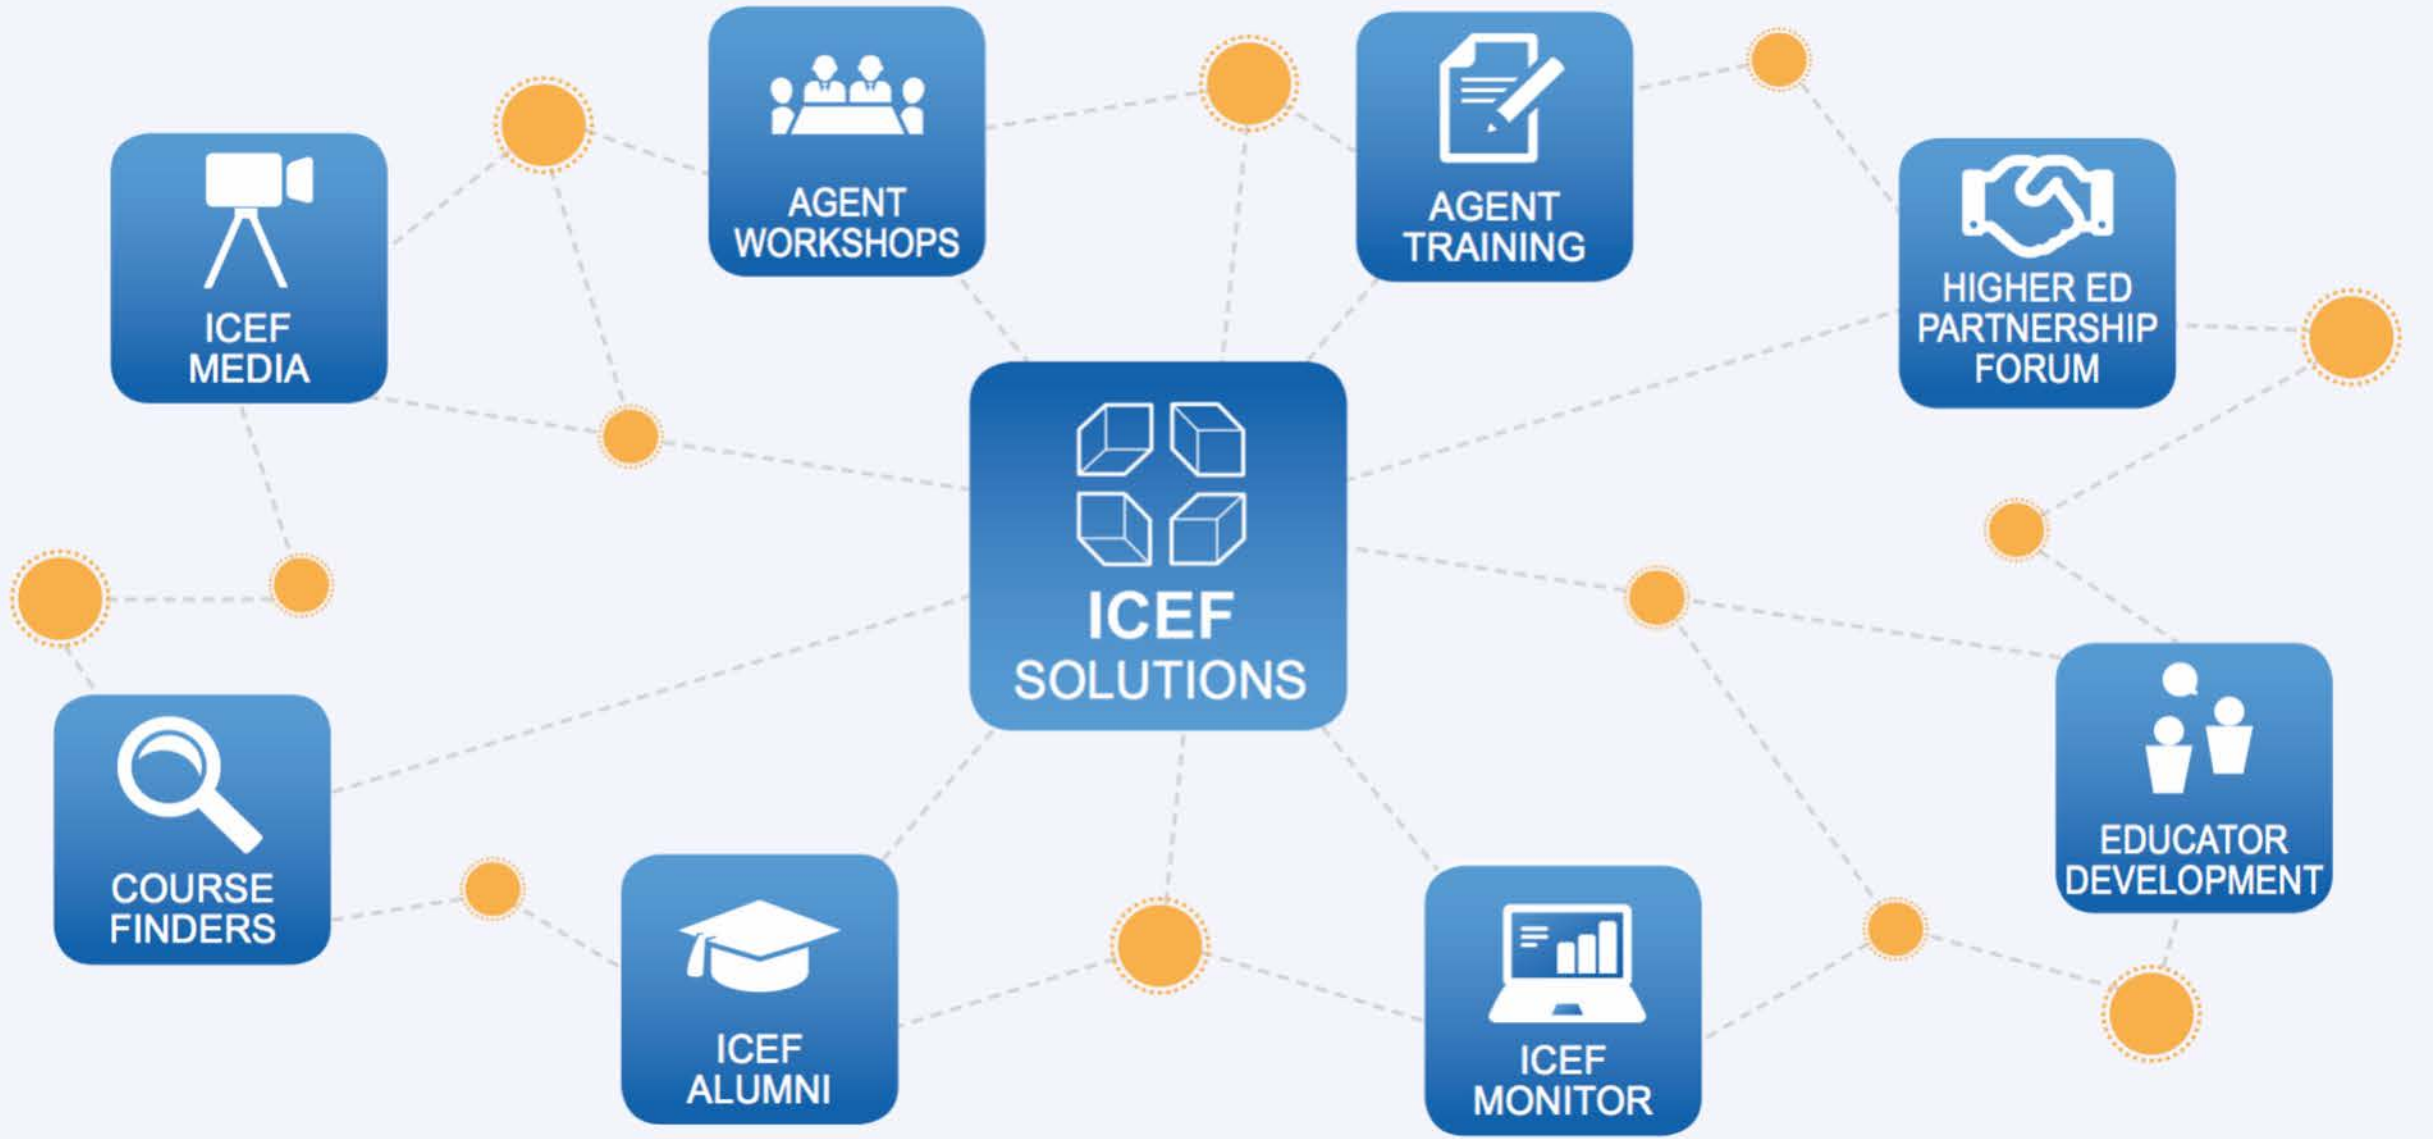 AGENT
WORKSHOPS
AGENT
TRAINING
ICEF
MEDIA
HIGHER ED
PARTNERSHIP
FORUM
ICEF
SOLUTIONS
COURSE
FINDERS
EDUCATOR
DEVELOPMENT
ICEF
ALUMNI
ICEF
MONITOR